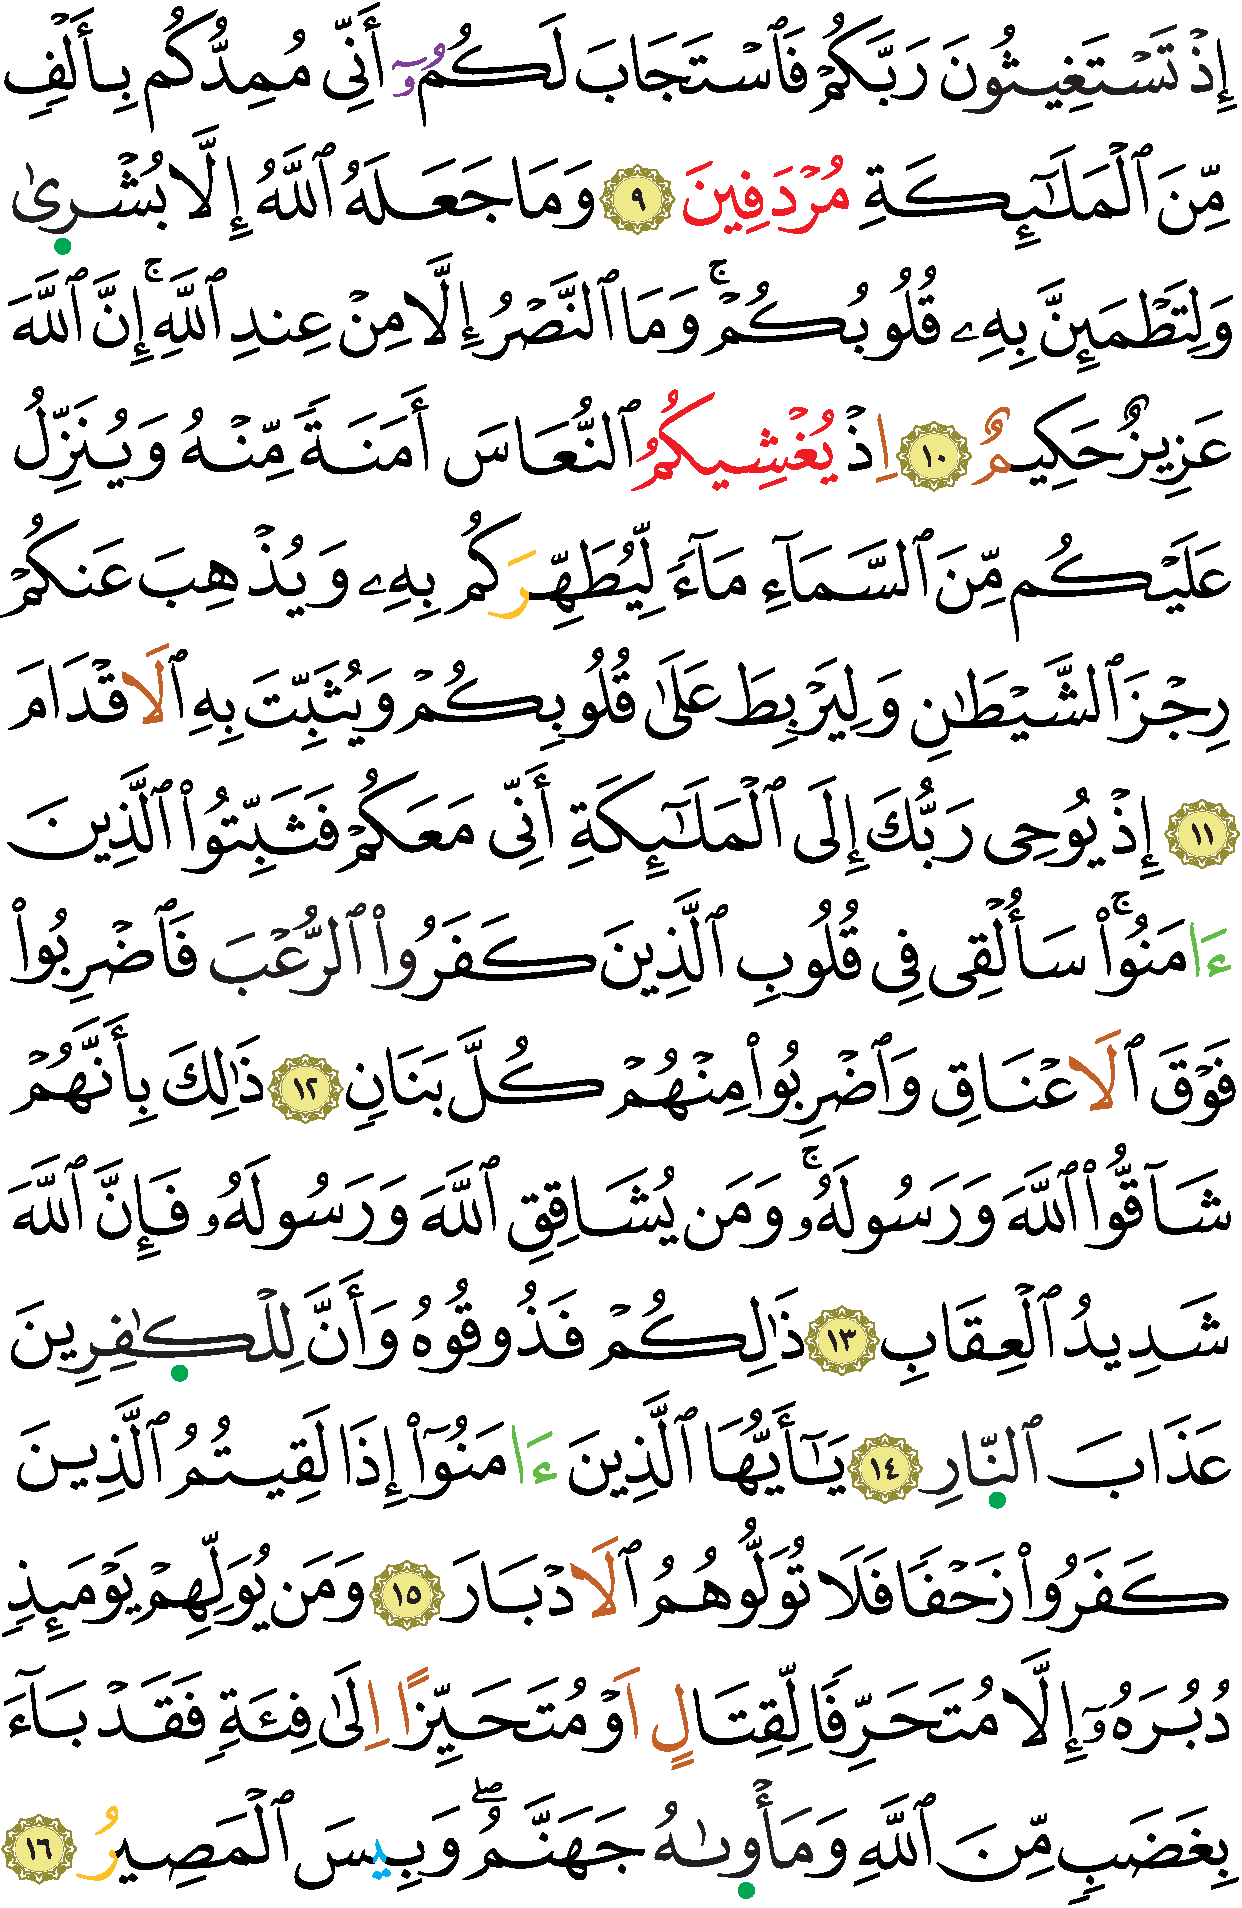 إِذۡ تَسۡتَغِيثُونَ رَبَّكُمۡ فَٱسۡتَجَابَ لَكُمُۥٓ أَنِّي مُمِدُّكُم بِأَلۡفٖ
مِّنَ ٱلۡمَلَٰٓئِكَةِ مُرۡدَفِينَ ٩ وَمَا جَعَلَهُ ٱللَّهُ إِلَّا بُشۡرِىٰ
وَلِتَطۡمَئِنَّ بِهِۦ قُلُوبُكُمۡۚ وَمَا ٱلنَّصۡرُ إِلَّا مِنۡ عِندِ ٱللَّهِۚ إِنَّ ٱللَّهَ
عَزِيزٌ حَكِيمٌ ١٠ اِذۡ يُغۡشِيكُمُ ٱلنُّعَاسَ أَمَنَةٗ مِّنۡهُ وَيُنَزِّلُ
عَلَيۡكُم مِّنَ ٱلسَّمَآءِ مَآءٗ لِّيُطَهِّرَكُم بِهِۦ وَيُذۡهِبَ عَنكُمۡ
رِجۡزَ ٱلشَّيۡطَٰنِ وَلِيَرۡبِطَ عَلَىٰ قُلُوبِكُمۡ وَيُثَبِّتَ بِهِ ٱلَاقۡدَامَ
١١ إِذۡ يُوحِى رَبُّكَ إِلَى ٱلۡمَلَٰٓئِكَةِ أَنِّي مَعَكُمۡ فَثَبِّتُواْ ٱلَّذِينَ
ءَامَنُواْۚ سَأُلۡقِى فِى قُلُوبِ ٱلَّذِينَ كَفَرُواْ ٱلرُّعۡبَ فَٱضۡرِبُواْ
فَوۡقَ ٱلَاعۡنَاقِ وَٱضۡرِبُواْ مِنۡهُمۡ كُلَّ بَنَانٖ ١٢ ذَٰلِكَ بِأَنَّهُمۡ
شَآقُّواْ ٱللَّهَ وَرَسُولَهُۥۚ وَمَن يُشَاقِقِ ٱللَّهَ وَرَسُولَهُۥ فَإِنَّ ٱللَّهَ
شَدِيدُ ٱلۡعِقَابِ ١٣ ذَٰلِكُمۡ فَذُوقُوهُ وَأَنَّ لِلۡكَٰفِرِينَ
عَذَابَ ٱلنّارِ ١٤ يَٰٓأَيُّهَا ٱلَّذِينَ ءَامَنُوٓاْ إِذَا لَقِيتُمُ ٱلَّذِينَ
كَفَرُواْ زَحۡفٗا فَلَا تُوَلُّوهُمُ ٱلَادۡبَارَ ١٥ وَمَن يُوَلِّهِمۡ يَوۡمَئِذٖ
دُبُرَهُۥٓ إِلَّا مُتَحَرِّفٗا لِّقِتَالٍ اَوۡ مُتَحَيِّزًا اِلَىٰ فِئَةٖ فَقَدۡ بَآءَ
بِغَضَبٖ مِّنَ ٱللَّهِ وَمَأۡوِىٰهُ جَهَنَّمُۖ وَبِيسَ ٱلۡمَصِيرُ ١٦